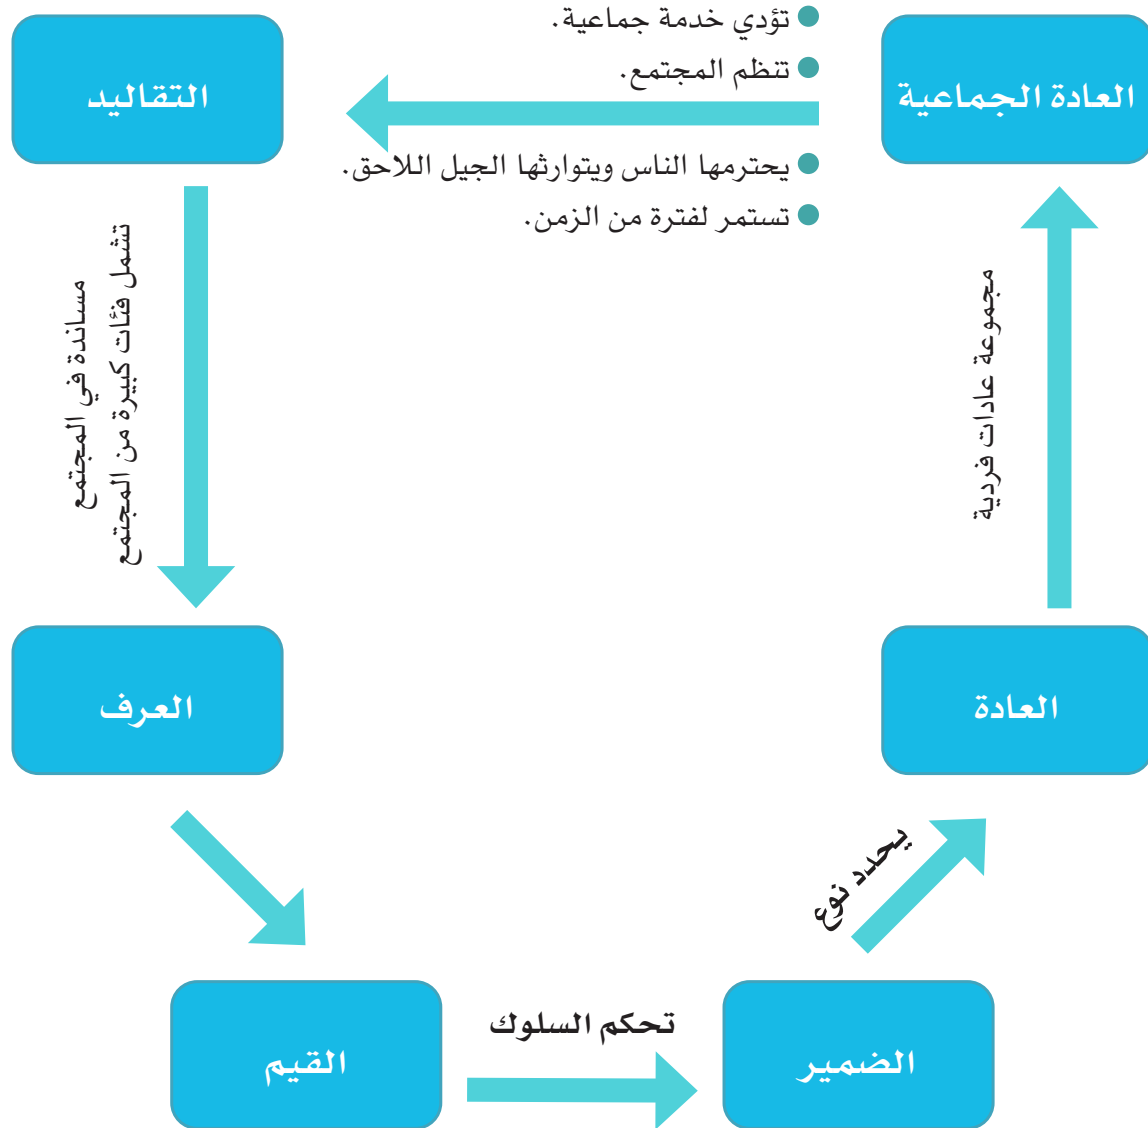 العادة الجماعية
تؤدي خدمة جماعية.
تنظم المجتمع.
يحترمها الناس ويتوارثها الجيل اللاحق.
تستمر لفترة من الزمن.
التقاليد
مساندة في المجتمع
تشمل فئات كبيرة من المجتمع
مجموعة عادات فردية
العادة
العرف
يحدد نوع
تحكم السلوك
الضمير
القيم